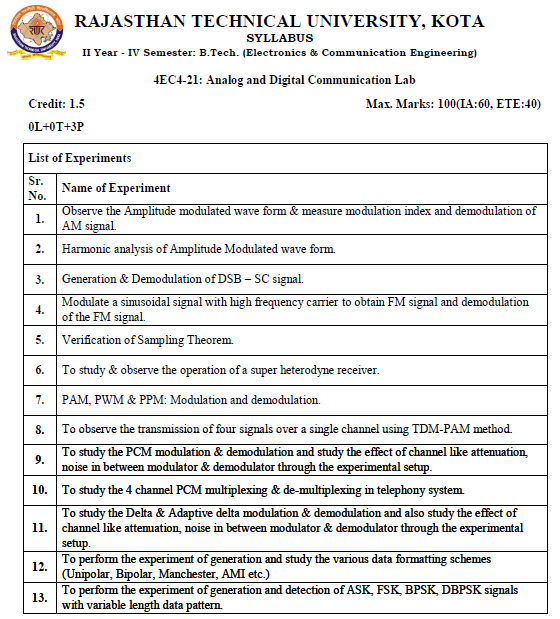 RAJASTHAN TECHNICAL UNIVERSITY, KOTA
SYLLABUS
II Year - IV Semester: B.Tech. (Electronics & Communication Engineering)
4EC4-21: Analog and Digital Communication Lab
Credit: 1.5 Max. Marks: 100(IA:60, ETE:40)
0L+0T+3P
List of Experiments
Sr. No. Name of Experiment
1. Observe the Amplitude modulated wave form & measure modulation index and demodulation of
AM signal.
2. Harmonic analysis of Amplitude Modulated wave form.
3. Generation & Demodulation of DSB – SC signal.
4. Modulate a sinusoidal signal with high frequency carrier to obtain FM signal and demodulation
of the FM signal.
5. Verification of Sampling Theorem.
6. To study & observe the operation of a super heterodyne receiver.
7. PAM, PWM & PPM: Modulation and demodulation.
8. To observe the transmission of four signals over a single channel using TDM-PAM method.
9. To study the PCM modulation & demodulation and study the effect of channel like attenuation,
noise in between modulator & demodulator through the experimental setup.
10. To study the 4 channel PCM multiplexing & de-multiplexing in telephony system.
11. To study the Delta & Adaptive delta modulation & demodulation and also study the effect of
channel like attenuation, noise in between modulator & demodulator through the experimental
setup.
12. To perform the experiment of generation and study the various data formatting schemes
(Unipolar, Bipolar, Manchester, AMI etc.)
13. To perform the experiment of generation and detection of ASK, FSK, BPSK, DBPSK signals
with variable length data pattern.